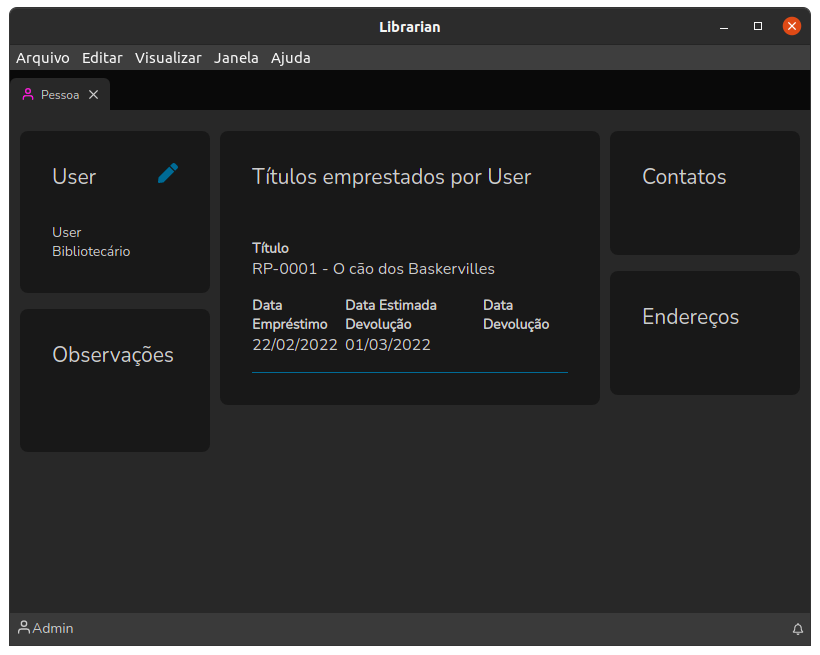 Librarian
Arquivo Editar Visualizar Janela Ajuda
Pessoa
User
User
Bibliotecário
Observações
Títulos emprestados por User
Título
RP-0001 - O cão dos Baskervilles
Data Empréstimo
Data Estimada Devolução
Data Devolução
22/02/2022 01/03/2022
Contatos
Endereços
Admin